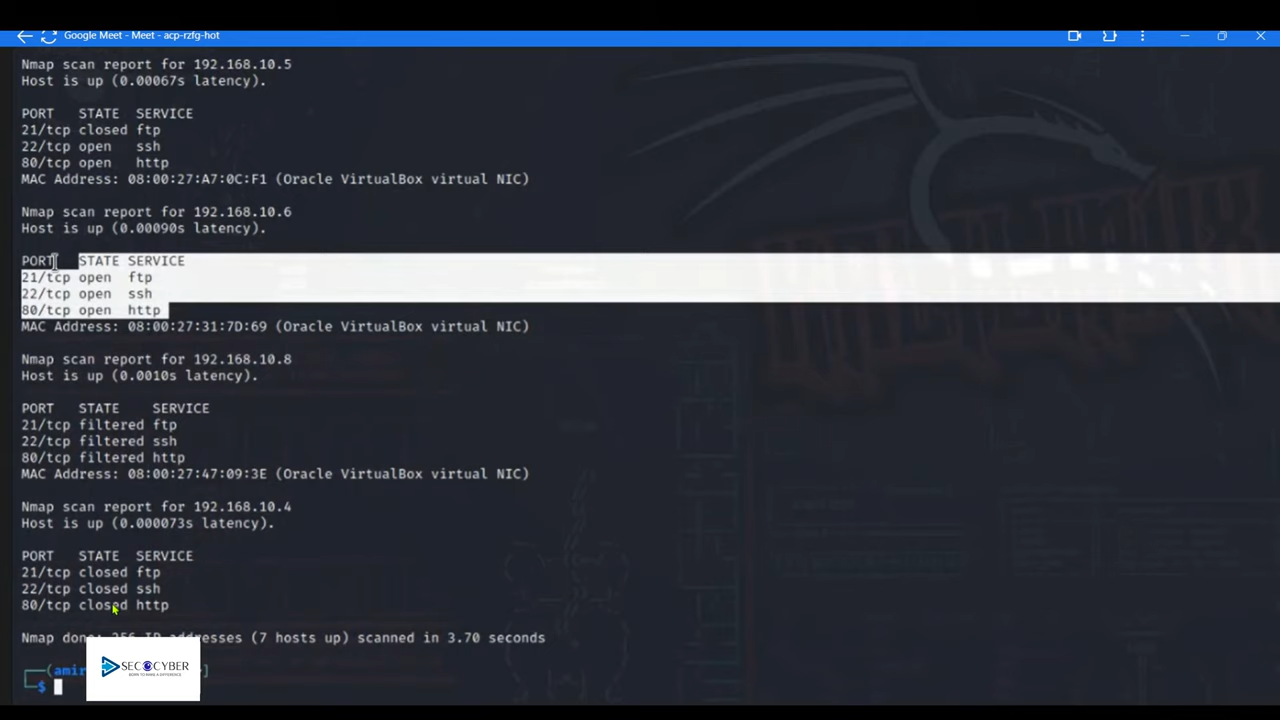 Google Meet - Meet - acp-rzfg-hot
Nmap scan report for 192.168.10.5
Host is up (0.00067s latency).
PORT   STATE  SERVICE
21/tcp closed ftp
22/tcp open   ssh
80/tcp open   http
MAC Address: 08:00:27:A7:0C:F1 (Oracle VirtualBox virtual NIC)
Nmap scan report for 192.168.10.6
Host is up (0.00090s latency).
PORT   STATE SERVICE
21/tcp open  ftp
22/tcp open  ssh
80/tcp open  http
MAC Address: 08:00:27:31:7D:69 (Oracle VirtualBox virtual NIC)
Nmap scan report for 192.168.10.8
Host is up (0.0010s latency).
PORT   STATE    SERVICE
21/tcp filtered ftp
22/tcp filtered ssh
80/tcp filtered http
MAC Address: 08:00:27:47:09:3E (Oracle VirtualBox virtual NIC)
Nmap scan report for 192.168.10.4
Host is up (0.000073s latency).
PORT   STATE  SERVICE
21/tcp closed ftp
22/tcp closed ssh
80/tcp closed http
Nmap done: 256 IP addresses (7 hosts up) scanned in 3.70 seconds
SECOCYBER
BORN TO MAKE A DIFFERENCE
$